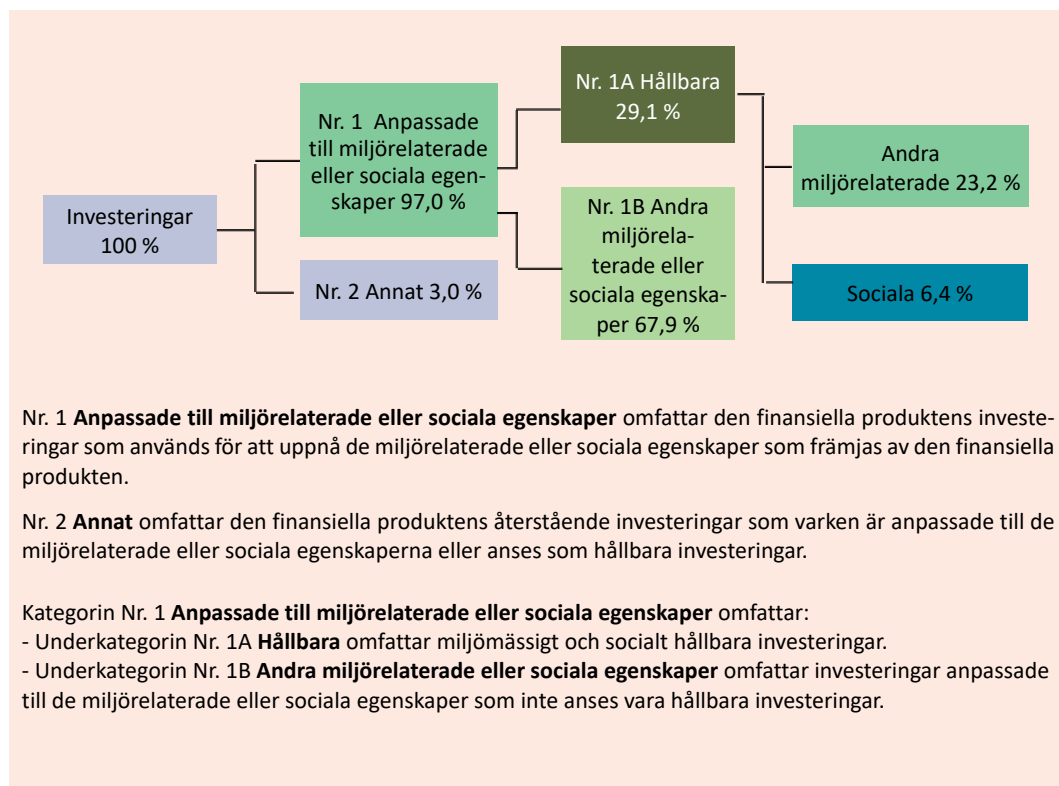 Investeringar
100 %
Nr. 1 Anpassade
till miljörelaterade
eller sociala egen-
skaper 97,0 %
Nr. 2 Annat 3,0 %
Nr. 1A Hållbara
29,1 %
Nr. 1B Andra
miljörela-
terade eller
sociala egenska-
per 67,9 %
Andra
miljörelaterade 23,2 %
Sociala 6,4 %
Nr. 1 Anpassade till miljörelaterade eller sociala egenskaper omfattar den finansiella produktens investe-
ringar som används för att uppnå de miljörelaterade eller sociala egenskaper som främjas av den finansiella
produkten.
Nr. 2 Annat omfattar den finansiella produktens återstående investeringar som varken är anpassade till de
miljörelaterade eller sociala egenskaperna eller anses som hållbara investeringar.
Kategorin Nr. 1 Anpassade till miljörelaterade eller sociala egenskaper omfattar:
- Underkategorin Nr. 1A Hållbara omfattar miljömässigt och socialt hållbara investeringar.
- Underkategorin Nr. 1B Andra miljörelaterade eller sociala egenskaper omfattar investeringar anpassade
till de miljörelaterade eller sociala egenskaper som inte anses vara hållbara investeringar.